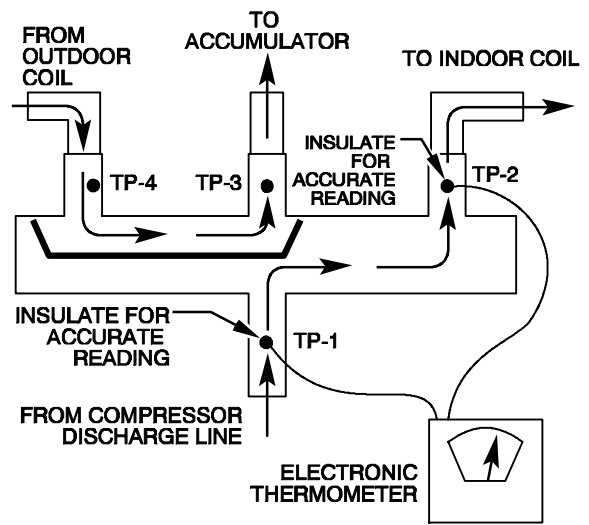 FROM
OUTDOOR
COIL
TO
ACCUMULATOR
TO INDOOR COIL
INSULATE
FOR
ACCURATE
READING
TP-4
TP-3
TP-2
INSULATE FOR
ACCURATE
READING
TP-1
FROM COMPRESSOR
DISCHARGE LINE
ELECTRONIC
THERMOMETER